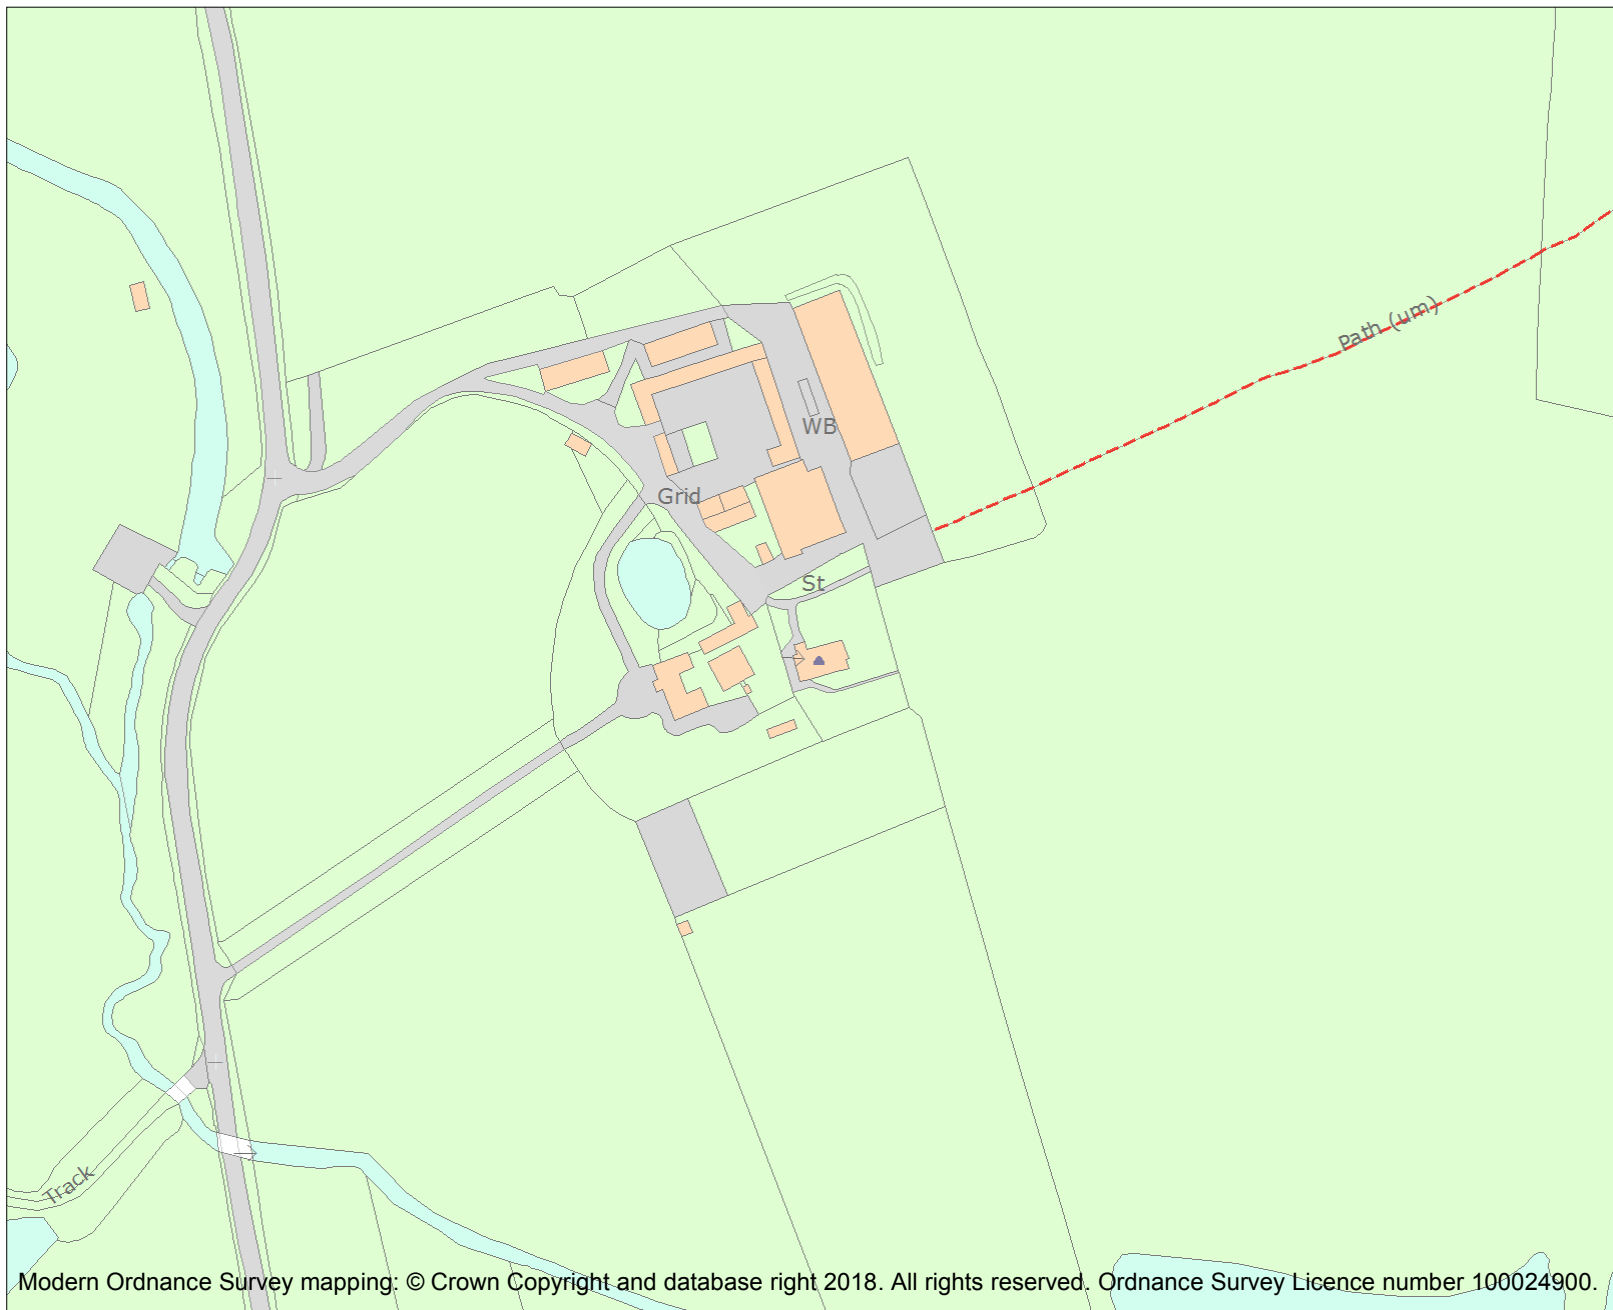 Path (um)
WB
Grid
St
Track
Modern Ordnance Survey mapping: © Crown Copyright and database right 2018. All rights reserved. Ordnance Survey Licence number 100024900.